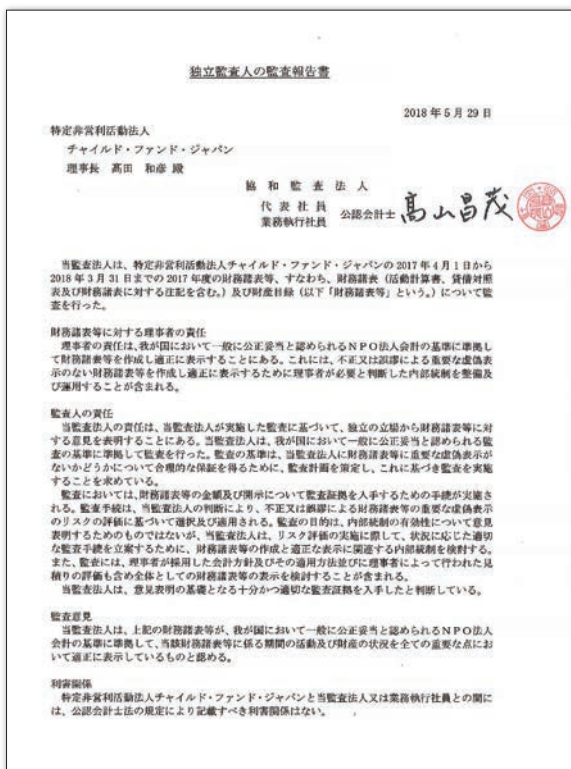 独立監査人の監査報告書
2018年5月29日
特定非営利活動法人
チャイルド・ファンド・ジャパン
理事長 髙田 和彦 殿
協和監査法人
代表社員
業務執行社員 公認会計士 髙山昌茂
当監査法人は、特定非営利活動法人チャイルド・ファンド・ジャパンの2017年4月1日から
2018年3月31日までの2017年度の財務諸表等、すなわち、財務諸表(活動計算書、貸借対照
表及び財務諸表に対する注記を含む。)及び財産目録(以下「財務諸表等」という。)について監
査を行った。
財務諸表等に対する理事者の責任
理事者の責任は、我が国において一般に公正妥当と認められるNPO法人会計の基準に準拠し
て財務諸表等を作成し適正に表示することにある。これには、不正又は誤謬による重要な虚偽表
示のない財務諸表等を作成し適正に表示するために理事者が必要と判断した内部統制を整備及
び運用することが含まれる。
監査人の責任
当監査法人の責任は、当監査法人が実施した監査に基づいて、独立の立場から財務諸表等に対
する意見を表明することにある。当監査法人は、我が国において一般に公正妥当と認められる監
査の基準に準拠して監査を行った。監査の基準は、当監査法人に財務諸表等に重要な虚偽表示が
ないかどうかについて合理的な保証を得るために、監査計画を策定し、これに基づき監査を実施
することを求めている。
監査においては、財務諸表等の金額及び開示について監査証拠を入手するための手続が実施さ
れる。監査手続は、当監査法人の判断により、不正又は誤謬による財務諸表等の重要な虚偽表示
のリスクの評価に基づいて選択及び適用される。監査の目的は、内部統制の有効性について意見
表明するためのものではないが、当監査法人は、リスク評価の実施に際して、状況に応じた適切
な監査手続を立案するために、財務諸表等の作成と適正な表示に関連する内部統制を検討する。
また、監査には、理事者が採用した会計方針及びその適用方法並びに理事者によって行われた見
積りの評価も含め全体としての財務諸表等の表示を検討することが含まれる。
当監査法人は、意見表明の基礎となる十分かつ適切な監査証拠を入手したと判断している。
監査意見
当監査法人は、上記の財務諸表等が、我が国において一般に公正妥当と認められるNPO法人
会計の基準に準拠して、当該財務諸表等に係る期間の活動及び財産の状況を全ての重要な点にお
いて適正に表示しているものと認める。
利害関係
特定非営利活動法人チャイルド・ファンド・ジャパンと当監査法人又は業務執行社員との間に
は、公認会計士法の規定により記載すべき利害関係はない。